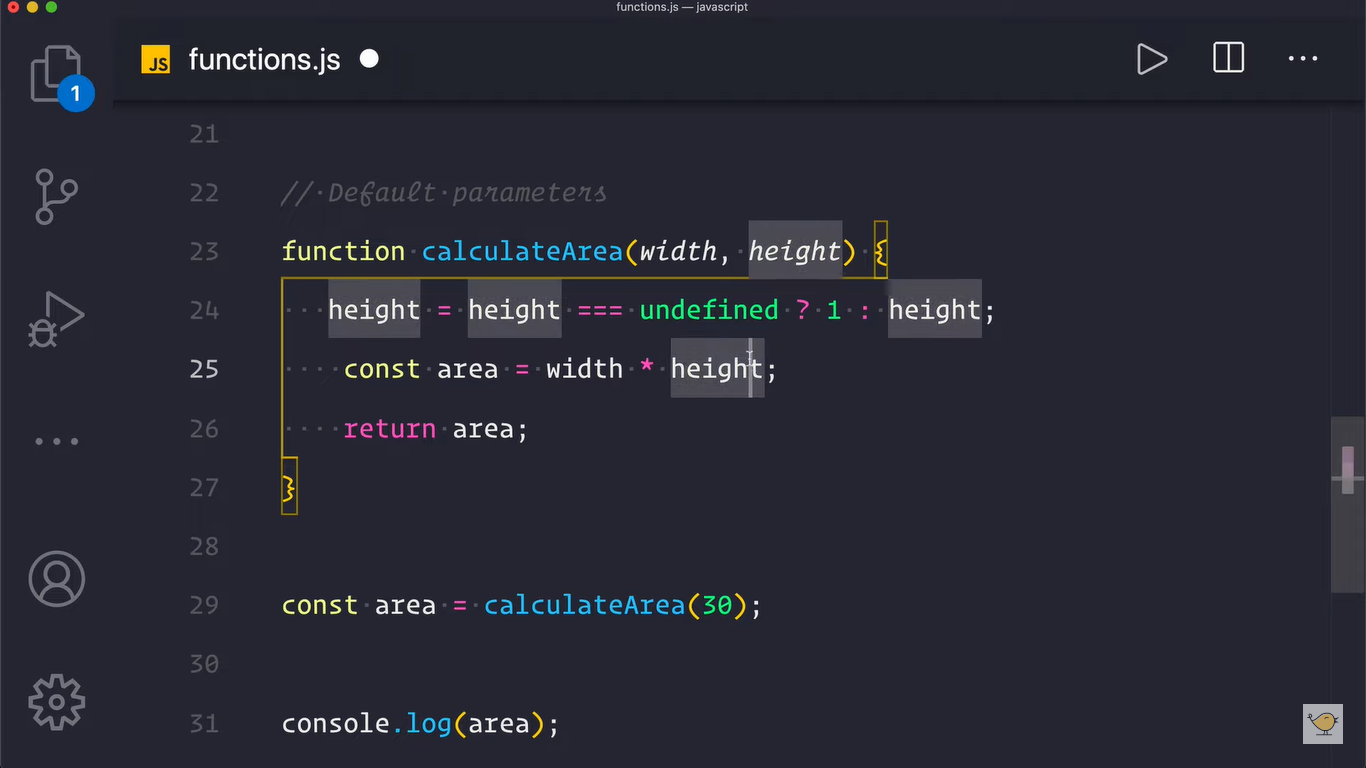 functions.js — javascript
JS functions.js
1
21
22 // Default parameters
23 function calculateArea(width, height) {
24 height = height === undefined ? 1 : height;
25 const area = width * height;
26 return area;
27 }
28
29 const area = calculateArea(30);
30
31 console.log(area);